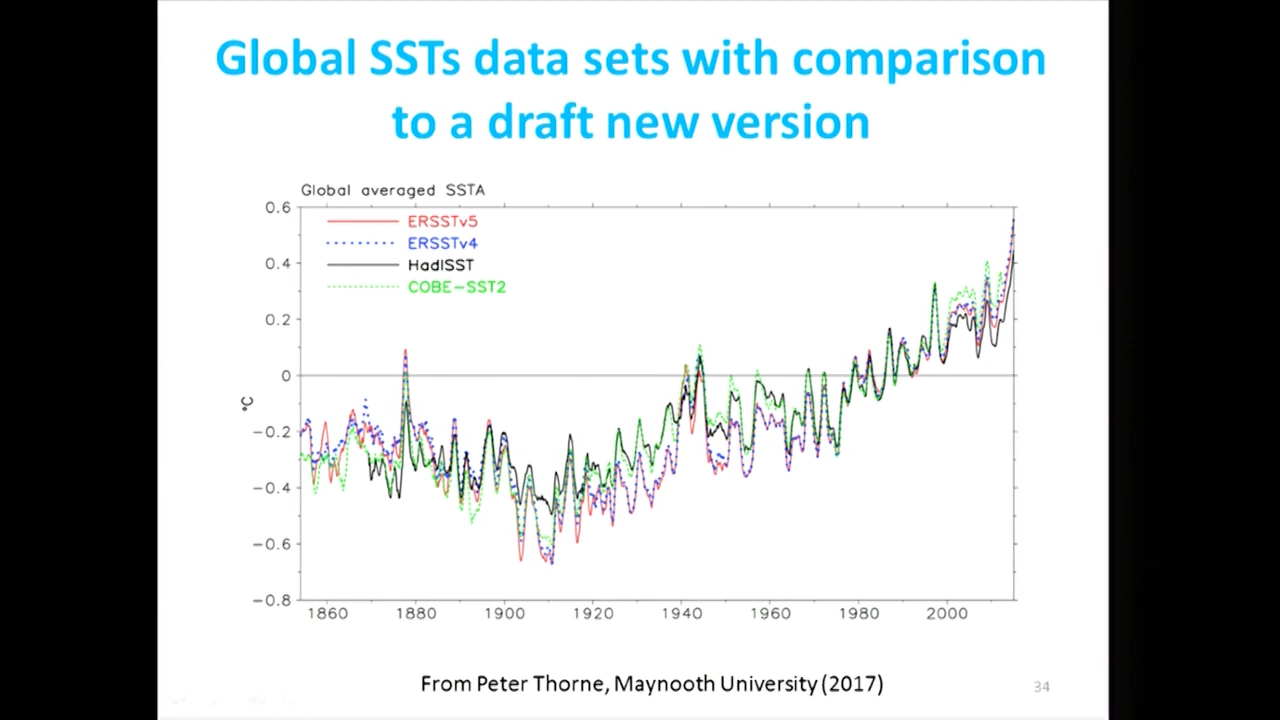 Global SSTs data sets with comparison
to a draft new version
Global averaged SSTA
0.6
0.4
0.2
0
−0.2
−0.4
−0.6
−0.8
°C
ERSSTv5
ERSSTv4
HadISST
COBE−SST2
1860 1880 1900 1920 1940 1960 1980 2000
From Peter Thorne, Maynooth University (2017)
34